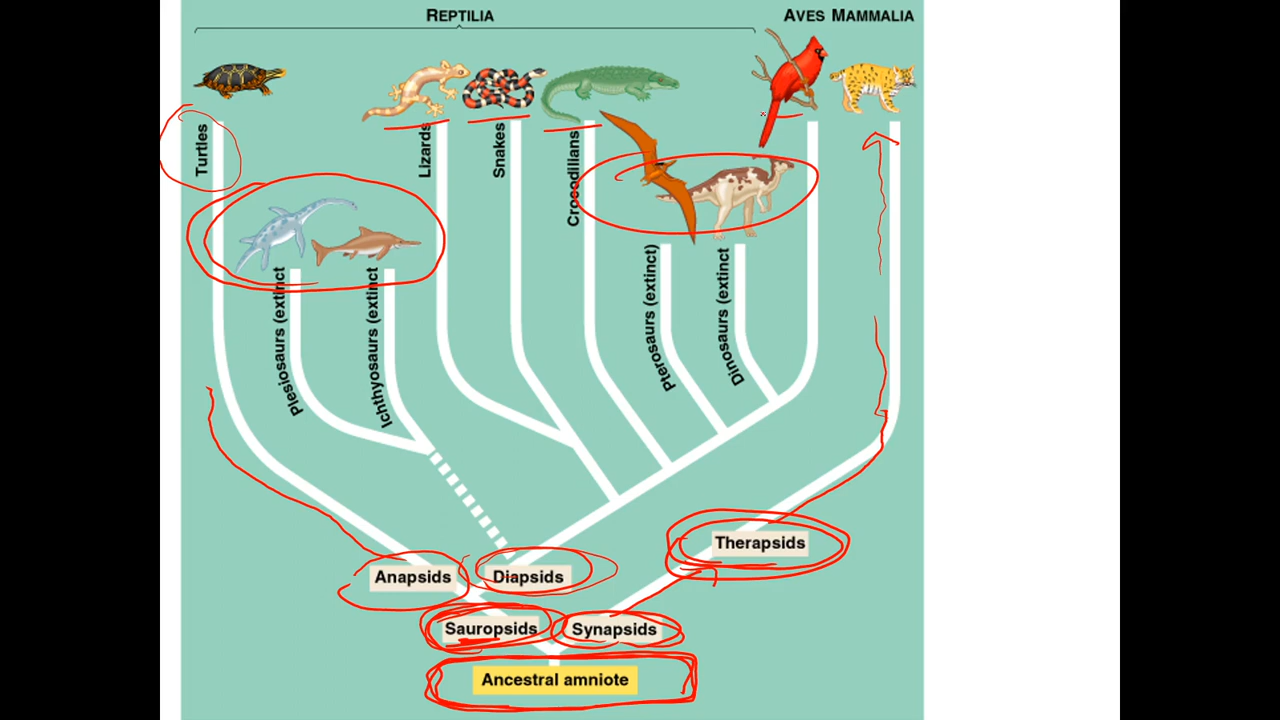 REPTILIA
AVES MAMMALIA
Turtles
Lizards
Snakes
Crocodilians
Plesiosaurs (extinct
Ichthyosaurs (extinct
Pterosaurs (extinct)
Dinosaurs (extinct
Therapsids
Anapsids
Diapsids
Sauropsids
Synapsids
Ancestral amniote